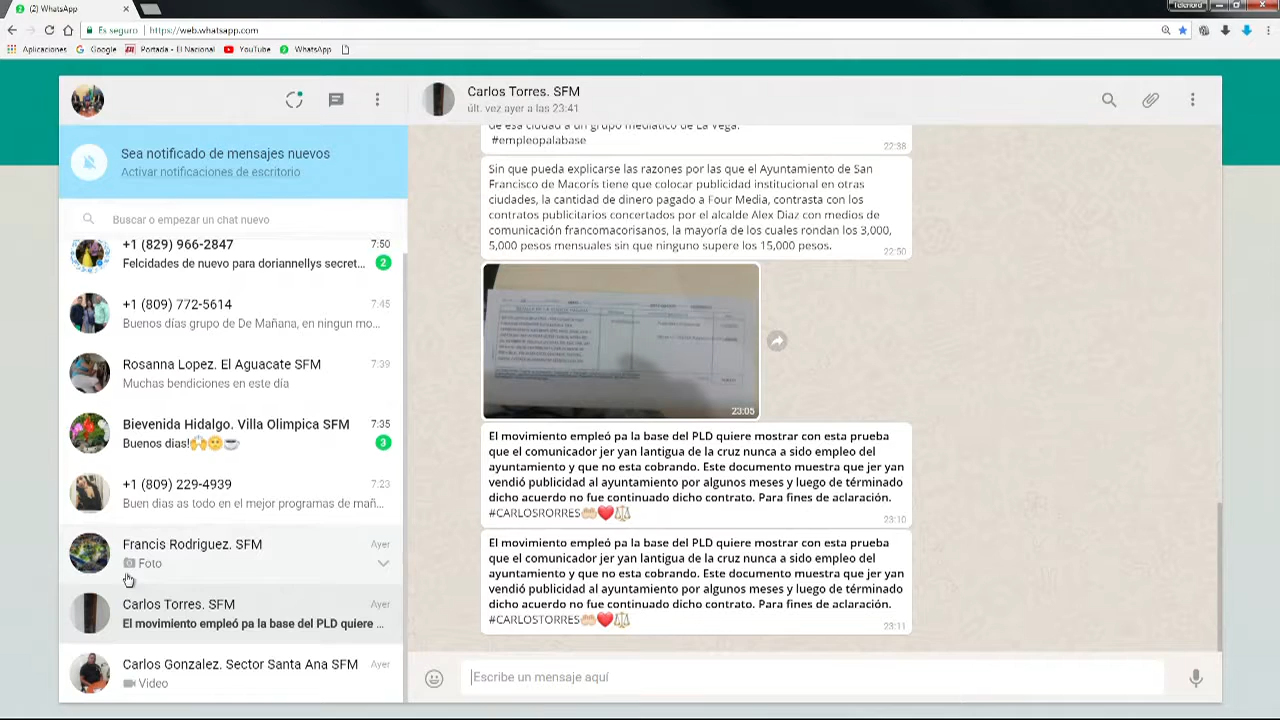 (2) WhatsApp
Telenord
Es seguro
https://web.whatsapp.com
Aplicaciones
Google
Portada - El Nacional
YouTube
WhatsApp
Carlos Torres. SFM
últ. vez ayer a las 23:41
Sea notificado de mensajes nuevos
Activar notificaciones de escritorio
Buscar o empezar un chat nuevo
+1 (829) 966-2847
7:50
Felcidades de nuevo para doriannellys secret...
2
+1 (809) 772-5614
7:45
Buenos días grupo de De Mañana, en ningun mo...
Rosanna Lopez. El Aguacate SFM
7:39
Muchas bendiciones en este día
Bievenida Hidalgo. Villa Olimpica SFM
7:35
Buenos dias!🙌🙂☕
3
+1 (809) 229-4939
7:23
Buen dias as todo en el mejor programas de mañ...
Francis Rodriguez. SFM
Ayer
Foto
Carlos Torres. SFM
Ayer
El movimiento empleó pa la base del PLD quiere ...
Carlos Gonzalez. Sector Santa Ana SFM
Ayer
Video
de esa ciudad a un grupo mediático de La Vega.
#empleopalabase
22:38
Sin que pueda explicarse las razones por las que el Ayuntamiento de San
Francisco de Macorís tiene que colocar publicidad institucional en otras
ciudades, la cantidad de dinero pagado a Four Media, contrasta con los
contratos publicitarios concertados por el alcalde Alex Diaz con medios de
comunicación francomacorisanos, la mayoría de los cuales rondan los 3,000,
5,000 pesos mensuales sin que ninguno supere los 15,000 pesos.
22:50
23:05
El movimiento empleó pa la base del PLD quiere mostrar con esta prueba
que el comunicador jer yan lantigua de la cruz nunca a sido empleo del
ayuntamiento y que no esta cobrando. Este documento muestra que jer yan
vendió publicidad al ayuntamiento por algunos meses y luego de términado
dicho acuerdo no fue continuado dicho contrato. Para fines de aclaración.
#CARLOSRORRES🤲❤️⚖️
23:10
El movimiento empleó pa la base del PLD quiere mostrar con esta prueba
que el comunicador jer yan lantigua de la cruz nunca a sido empleo del
ayuntamiento y que no esta cobrando. Este documento muestra que jer yan
vendió publicidad al ayuntamiento por algunos meses y luego de términado
dicho acuerdo no fue continuado dicho contrato. Para fines de aclaración.
#CARLOSTORRES🤲❤️⚖️
23:11
Escribe un mensaje aquí